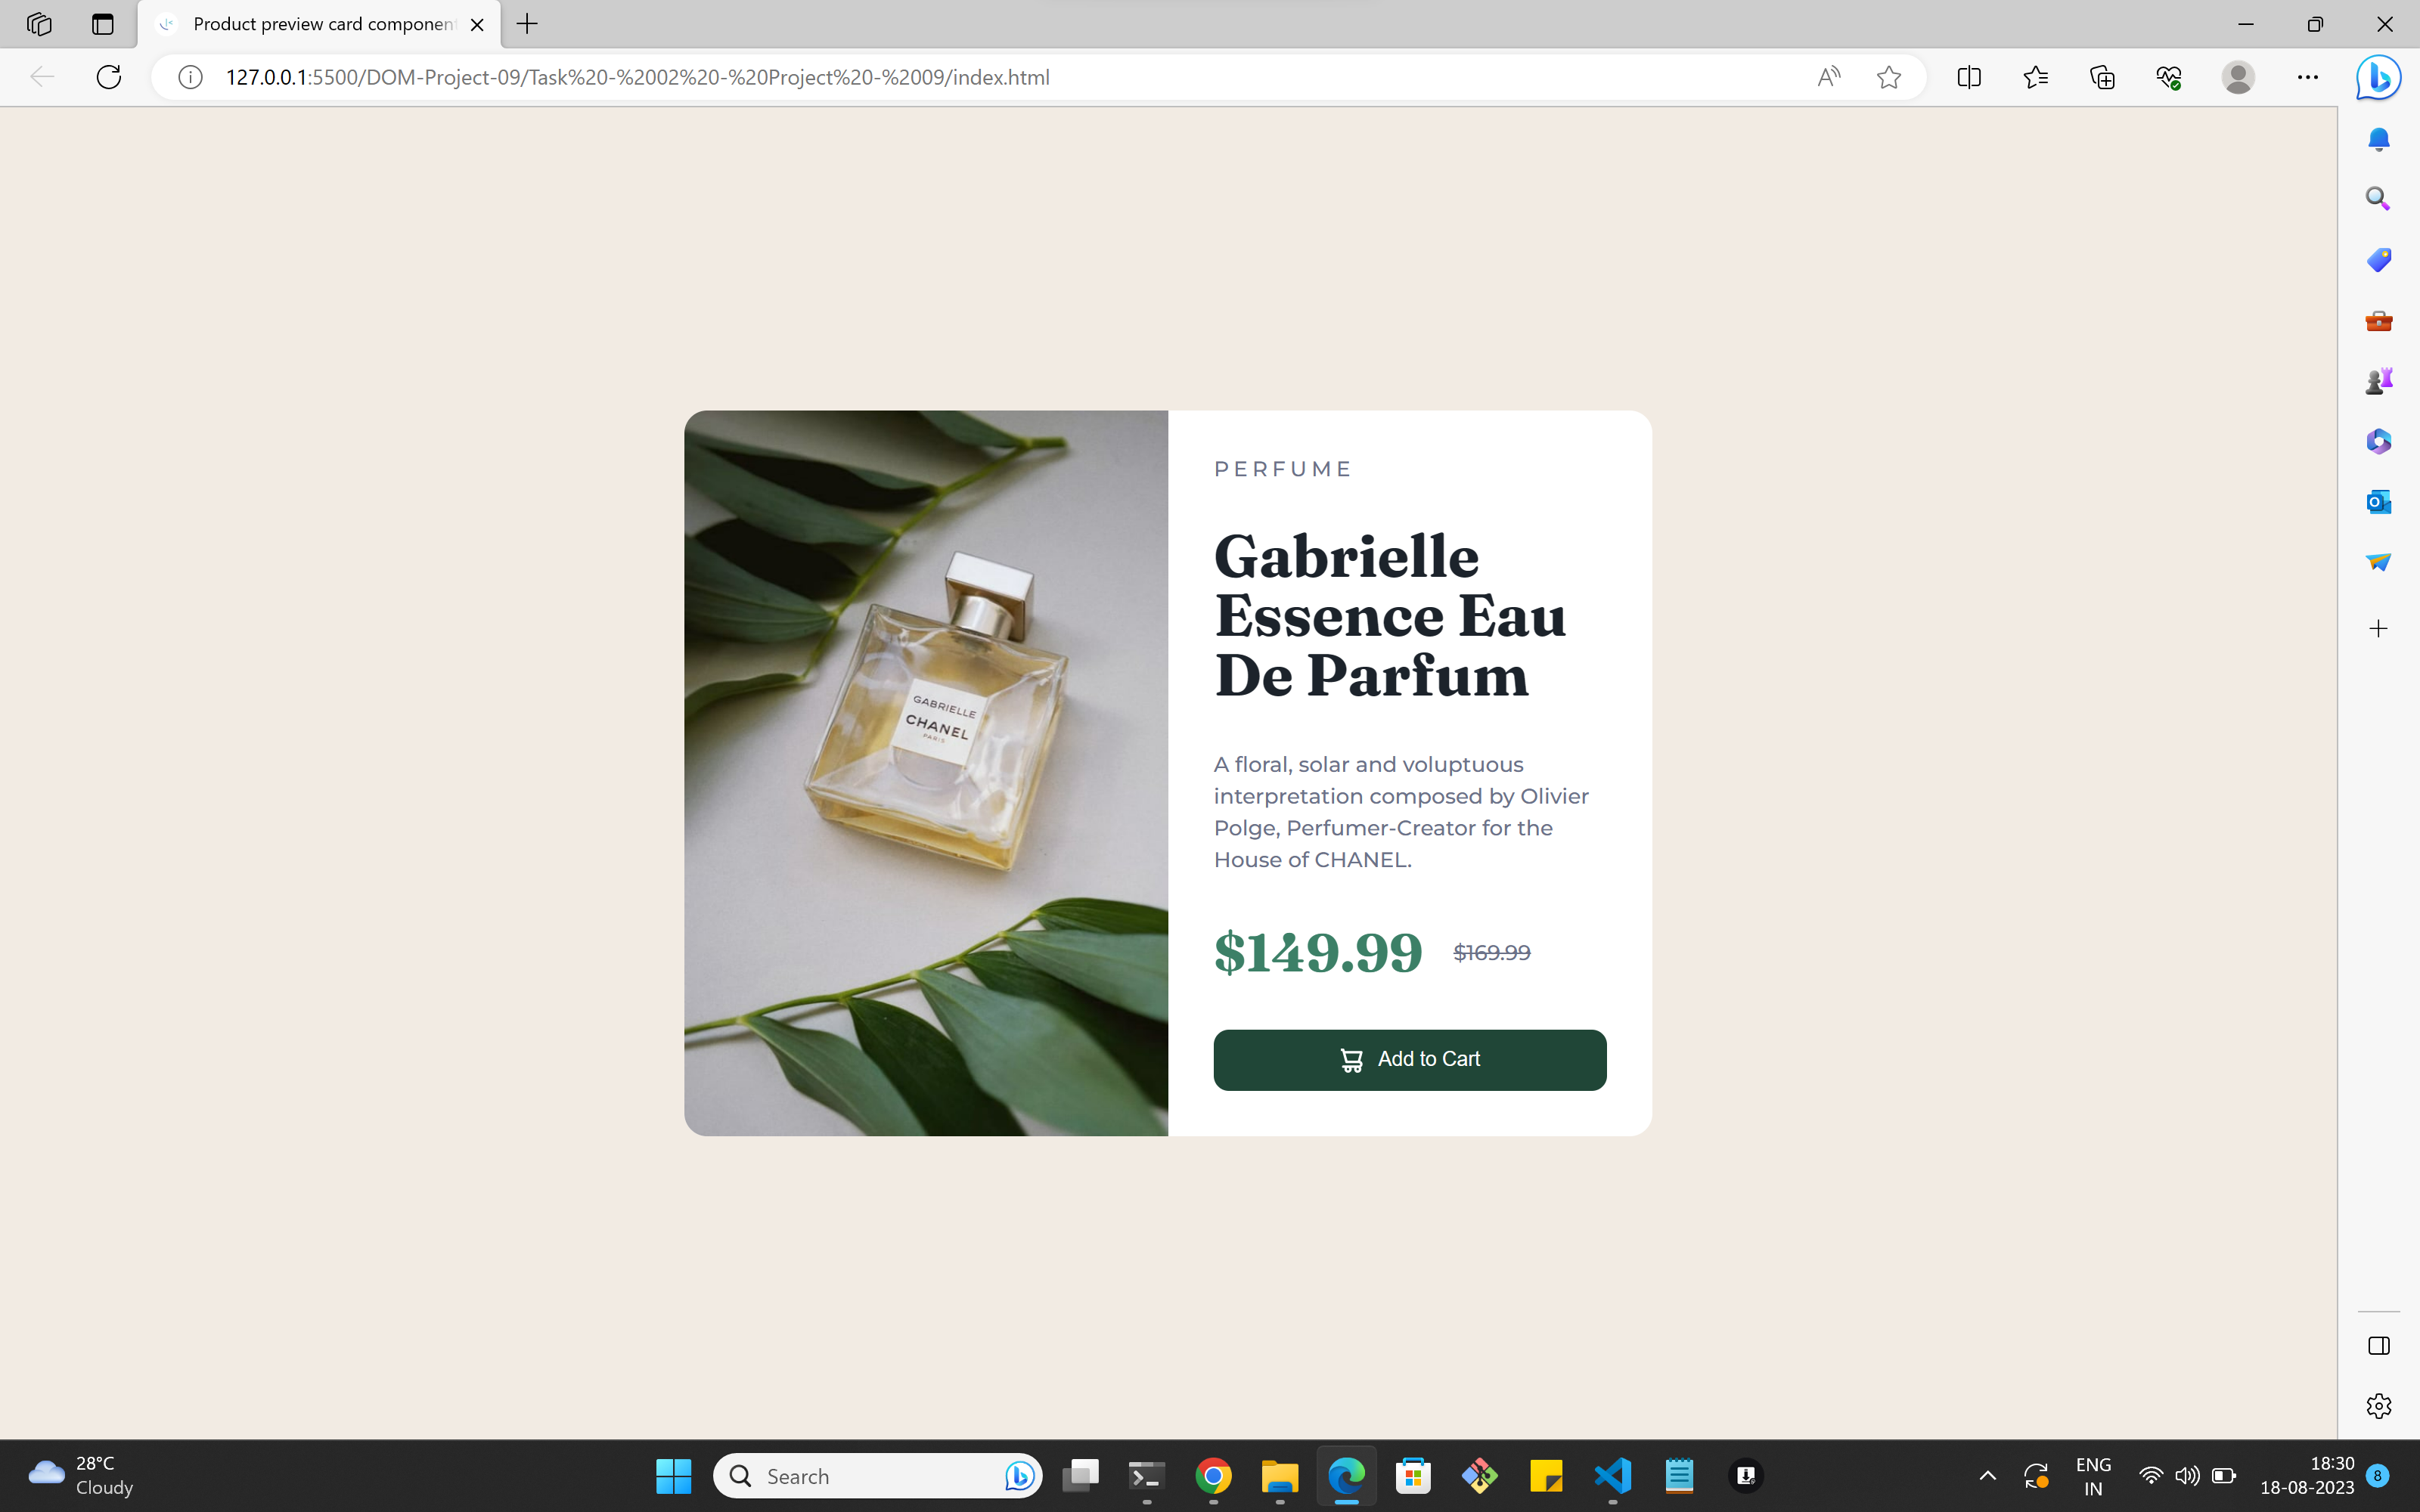 Product preview card componen
127.0.0.1:5500/DOM-Project-09/Task%20-%2002%20-%20Project%20-%2009/index.html
GABRIELLE
CHANEL
PARIS
PERFUME
Gabrielle
Essence Eau
De Parfum
A floral, solar and voluptuous
interpretation composed by Olivier
Polge, Perfumer-Creator for the
House of CHANEL.
$149.99 $169.99
Add to Cart
28°C
Cloudy
Search
ENG
IN
18:30
18-08-2023
8